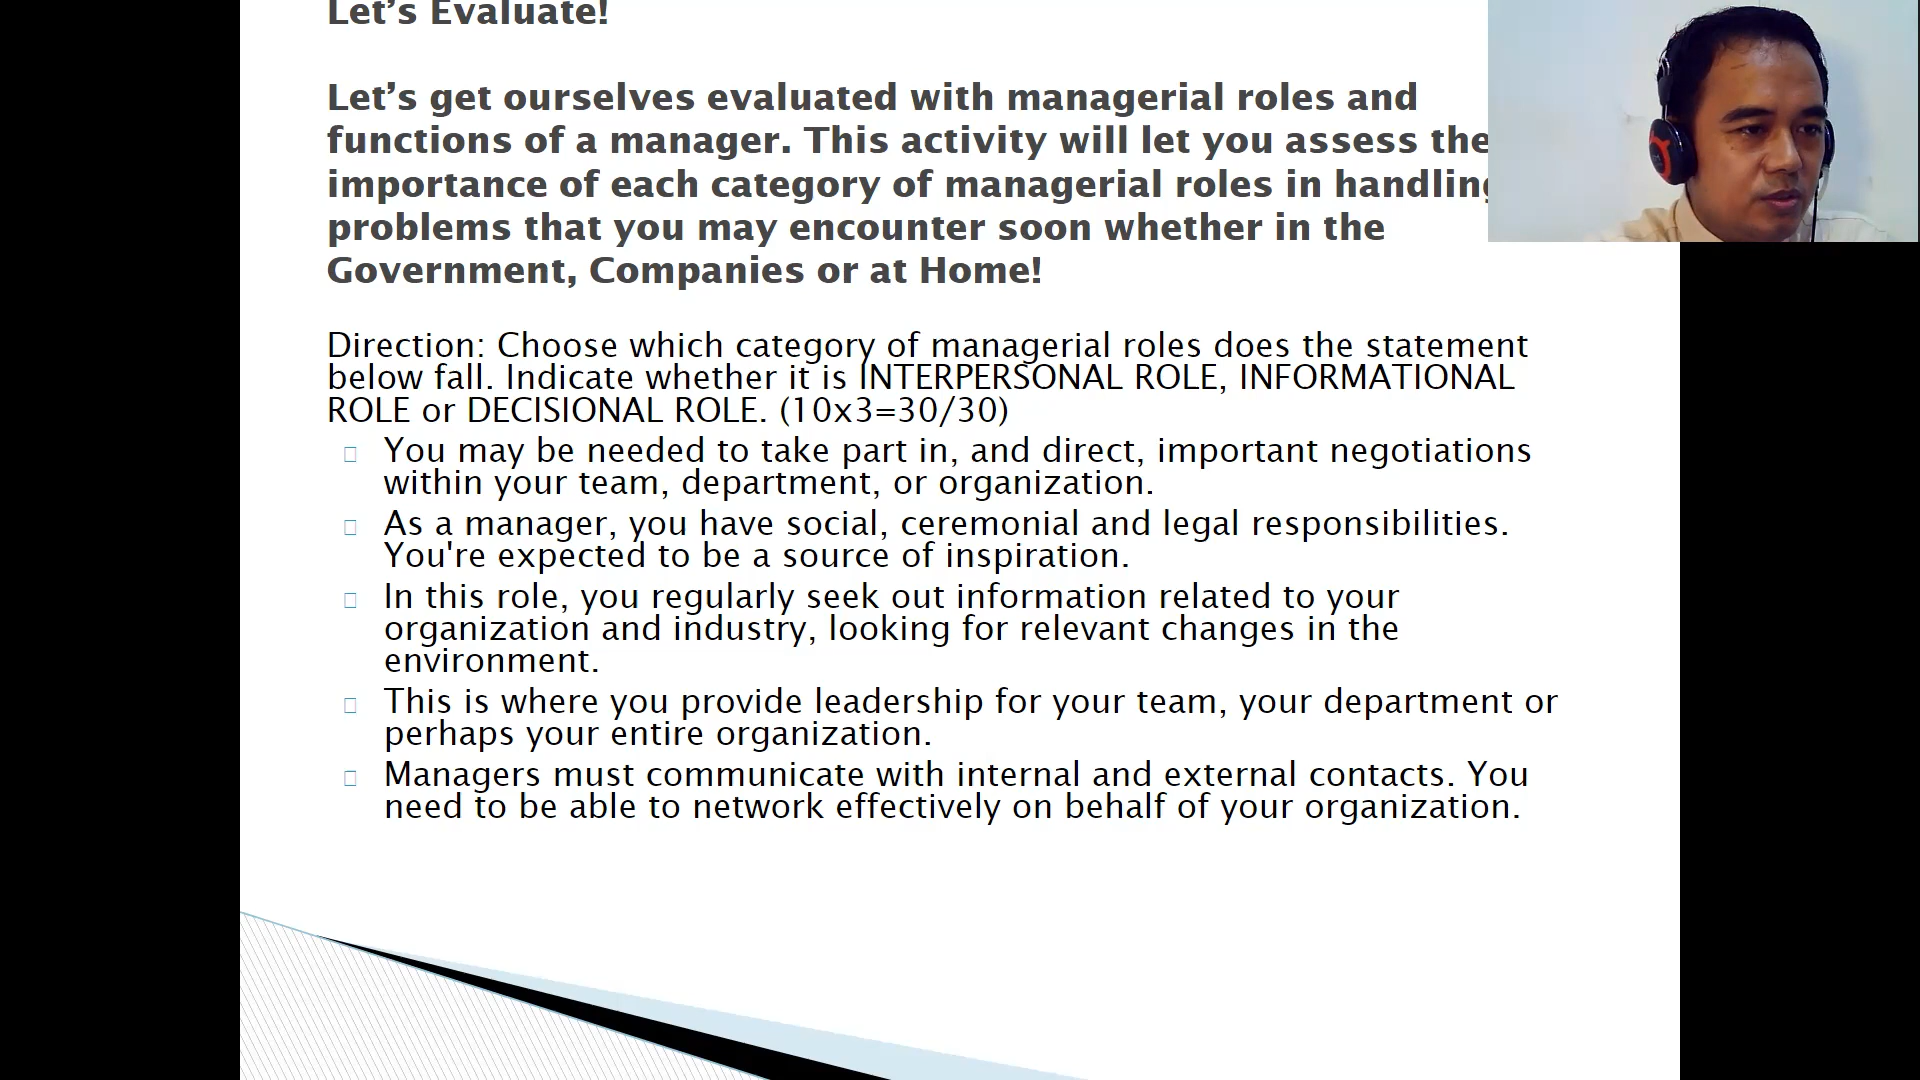 Let’s Evaluate!
Let’s get ourselves evaluated with managerial roles and
functions of a manager. This activity will let you assess the
importance of each category of managerial roles in handling
problems that you may encounter soon whether in the
Government, Companies or at Home!
Direction: Choose which category of managerial roles does the statement
below fall. Indicate whether it is INTERPERSONAL ROLE, INFORMATIONAL
ROLE or DECISIONAL ROLE. (10x3=30/30)
You may be needed to take part in, and direct, important negotiations
within your team, department, or organization.
As a manager, you have social, ceremonial and legal responsibilities.
You're expected to be a source of inspiration.
In this role, you regularly seek out information related to your
organization and industry, looking for relevant changes in the
environment.
This is where you provide leadership for your team, your department or
perhaps your entire organization.
Managers must communicate with internal and external contacts. You
need to be able to network effectively on behalf of your organization.